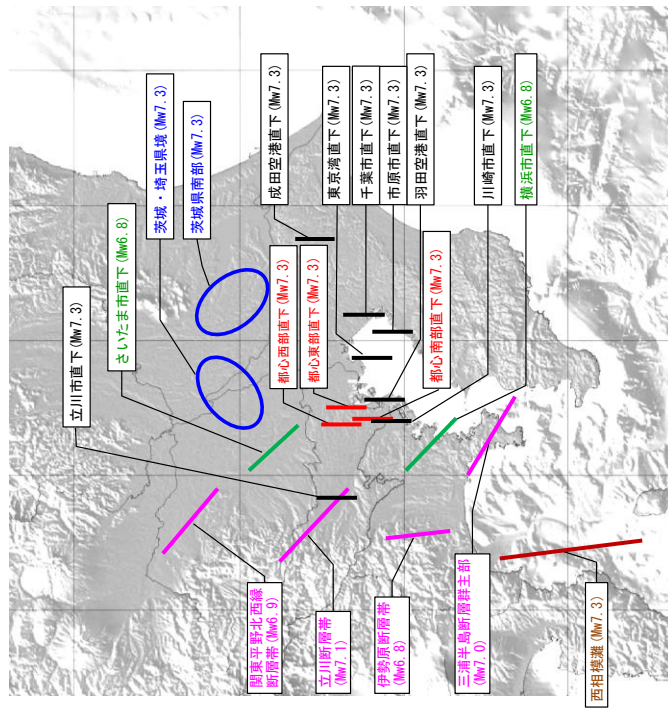 立川市直下(Mw7.3)
さいたま市直下(Mw6.8)
茨城・埼玉県境(Mw7.3)
茨城県南部(Mw7.3)
成田空港直下(Mw7.3)
東京湾直下(Mw7.3)
千葉市直下(Mw7.3)
市原市直下(Mw7.3)
羽田空港直下(Mw7.3)
川崎市直下(Mw7.3)
横浜市直下(Mw6.8)
都心西部直下(Mw7.3)
都心東部直下(Mw7.3)
都心南部直下(Mw7.3)
関東平野北西縁
断層帯(Mw6.9)
立川断層帯
(Mw7.1)
伊勢原断層帯
(Mw6.8)
三浦半島断層群主部
(Mw7.0)
西相模灘(Mw7.3)